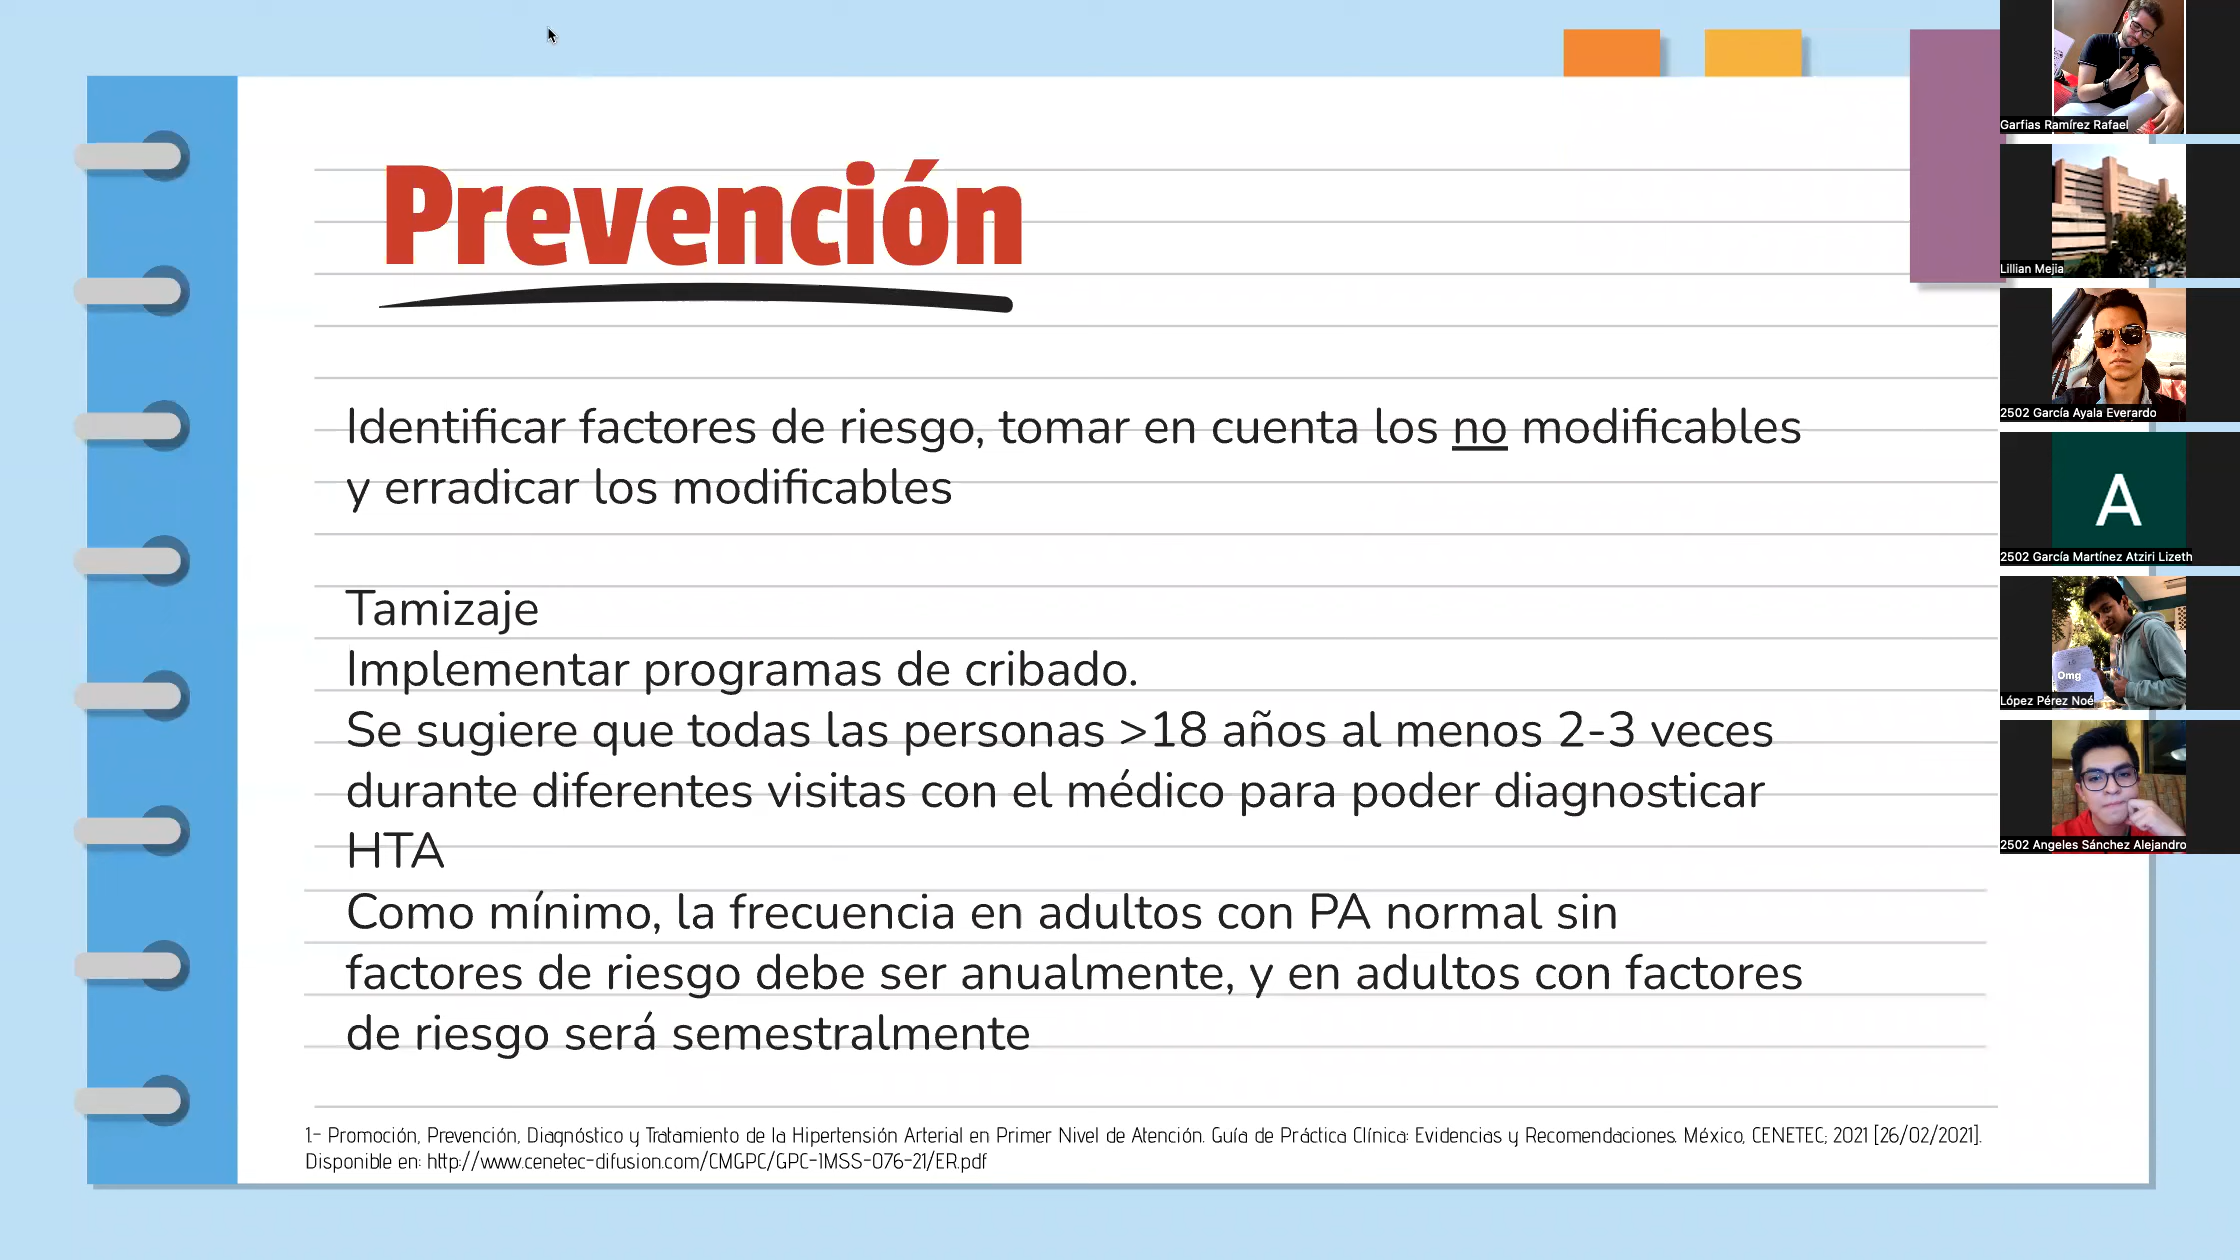 Prevención
Identificar factores de riesgo, tomar en cuenta los no modificables
y erradicar los modificables
Tamizaje
Implementar programas de cribado.
Se sugiere que todas las personas >18 años al menos 2-3 veces
durante diferentes visitas con el médico para poder diagnosticar
HTA
Como mínimo, la frecuencia en adultos con PA normal sin
factores de riesgo debe ser anualmente, y en adultos con factores
de riesgo será semestralmente
1.- Promoción, Prevención, Diagnóstico y Tratamiento de la Hipertensión Arterial en Primer Nivel de Atención. Guía de Práctica Clínica: Evidencias y Recomendaciones. México, CENETEC; 2021 [26/02/2021].
Disponible en: http://www.cenetec-difusion.com/CMGPC/GPC-IMSS-076-21/ER.pdf
Garfias Ramírez Rafael
Lillian Mejia
2502 García Ayala Everardo
A
2502 García Martínez Atziri Lizeth
Omg
López Pérez Noé
2502 Angeles Sánchez Alejandro